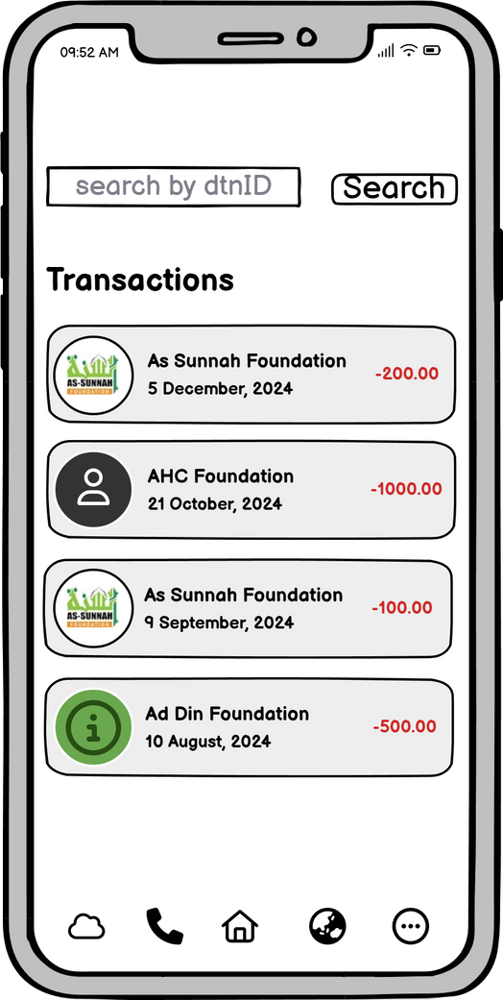 09:52 AM
search by dtnID
Search
Transactions
As Sunnah Foundation
5 December, 2024
-200.00
AS-SUNNAH
FOUNDATION
AHC Foundation
21 October, 2024
-1000.00
As Sunnah Foundation
9 September, 2024
-100.00
AS-SUNNAH
FOUNDATION
Ad Din Foundation
10 August, 2024
-500.00